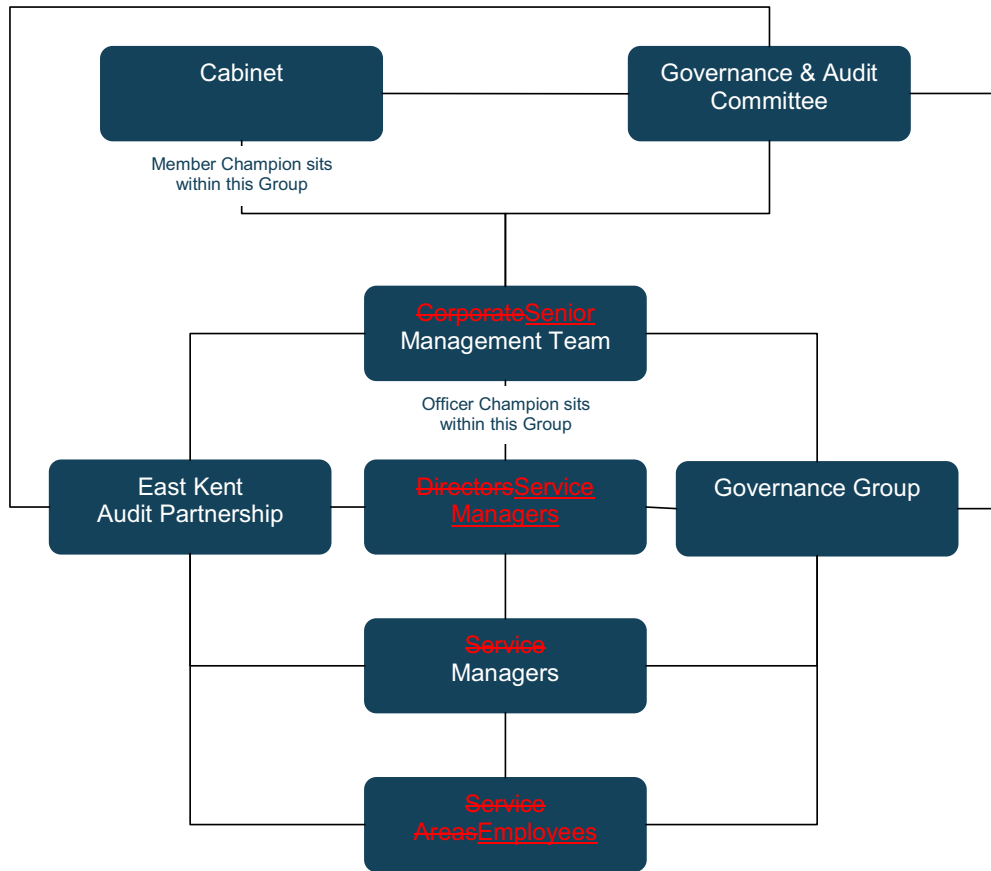 Cabinet
Governance & Audit
Committee
Member Champion sits
within this Group
CorporateSenior
Management Team
Officer Champion sits
within this Group
East Kent
Audit Partnership
DirectorsService
Managers
Governance Group
Service
Managers
Service
AreasEmployees